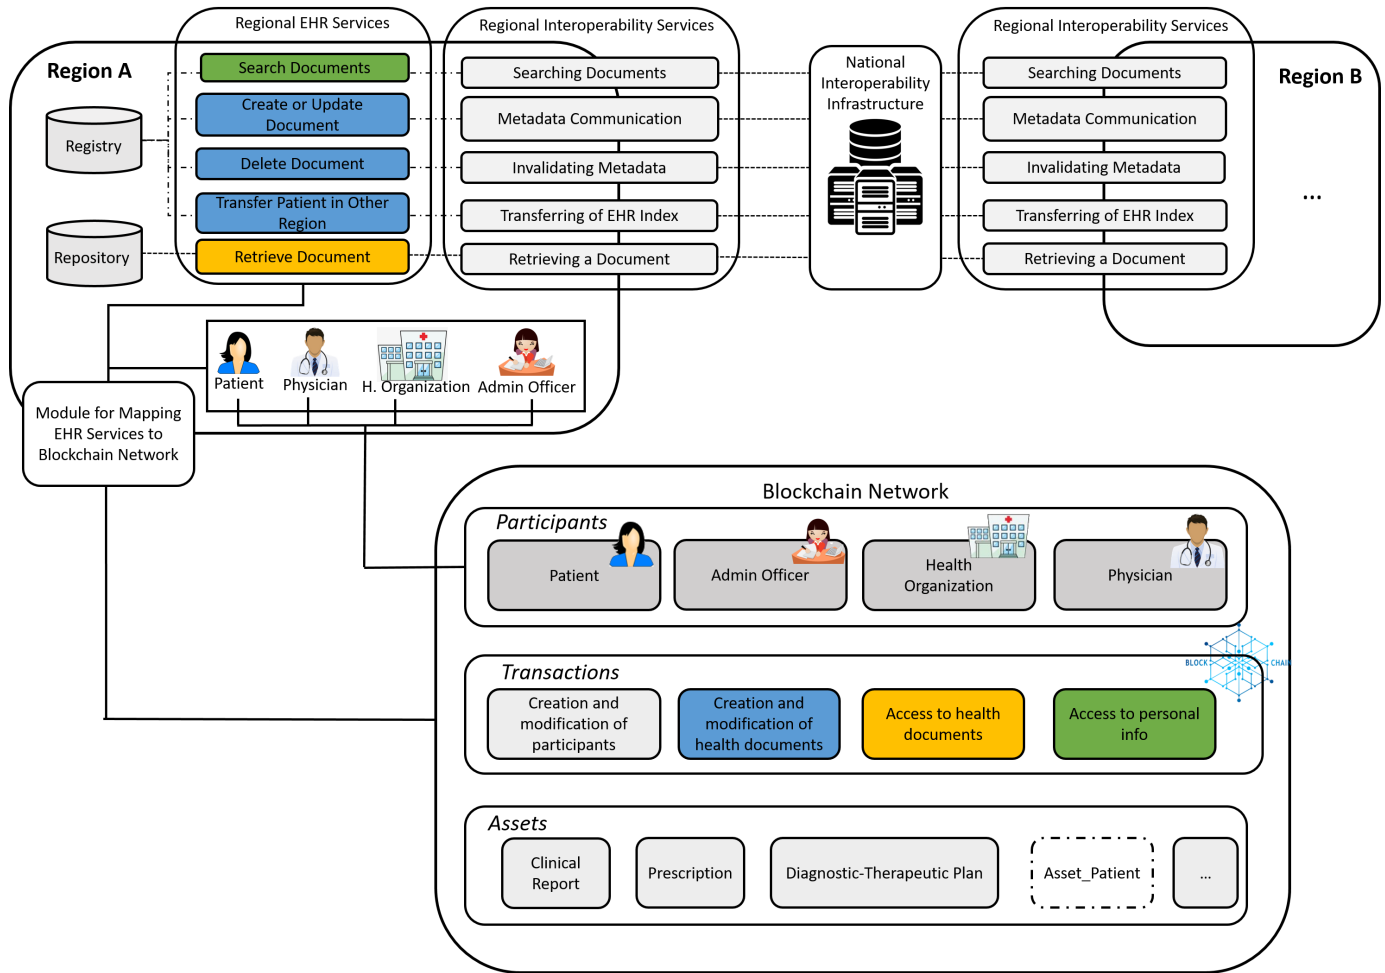 Regional EHR Services
Regional Interoperability Services
Regional Interoperability Services
Region A
Search Documents
Create or Update
Document
Delete Document
Transfer Patient in Other
Region
Retrieve Document
Registry
Repository
Searching Documents
Metadata Communication
Invalidating Metadata
Transferring of EHR Index
Retrieving a Document
National
Interoperability
Infrastructure
Searching Documents
Metadata Communication
Invalidating Metadata
Transferring of EHR Index
Retrieving a Document
Region B
...
Patient
Physician
H. Organization
Admin Officer
Module for Mapping
EHR Services to
Blockchain Network
Blockchain Network
Participants
Patient
Admin Officer
Health
Organization
Physician
BLOCK
CHAIN
Transactions
Creation and
modification of
participants
Creation and
modification of
health documents
Access to health
documents
Access to personal
info
Assets
Clinical
Report
Prescription
Diagnostic-Therapeutic Plan
Asset_Patient
...